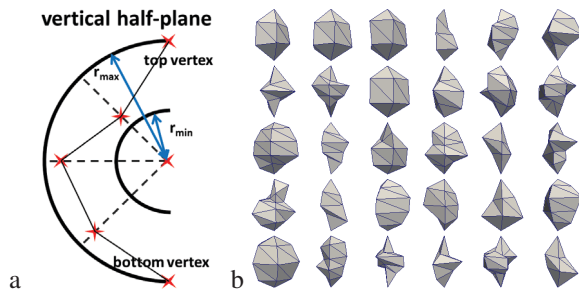 vertical half-plane
r_max
top vertex
r_min
bottom vertex
a
b